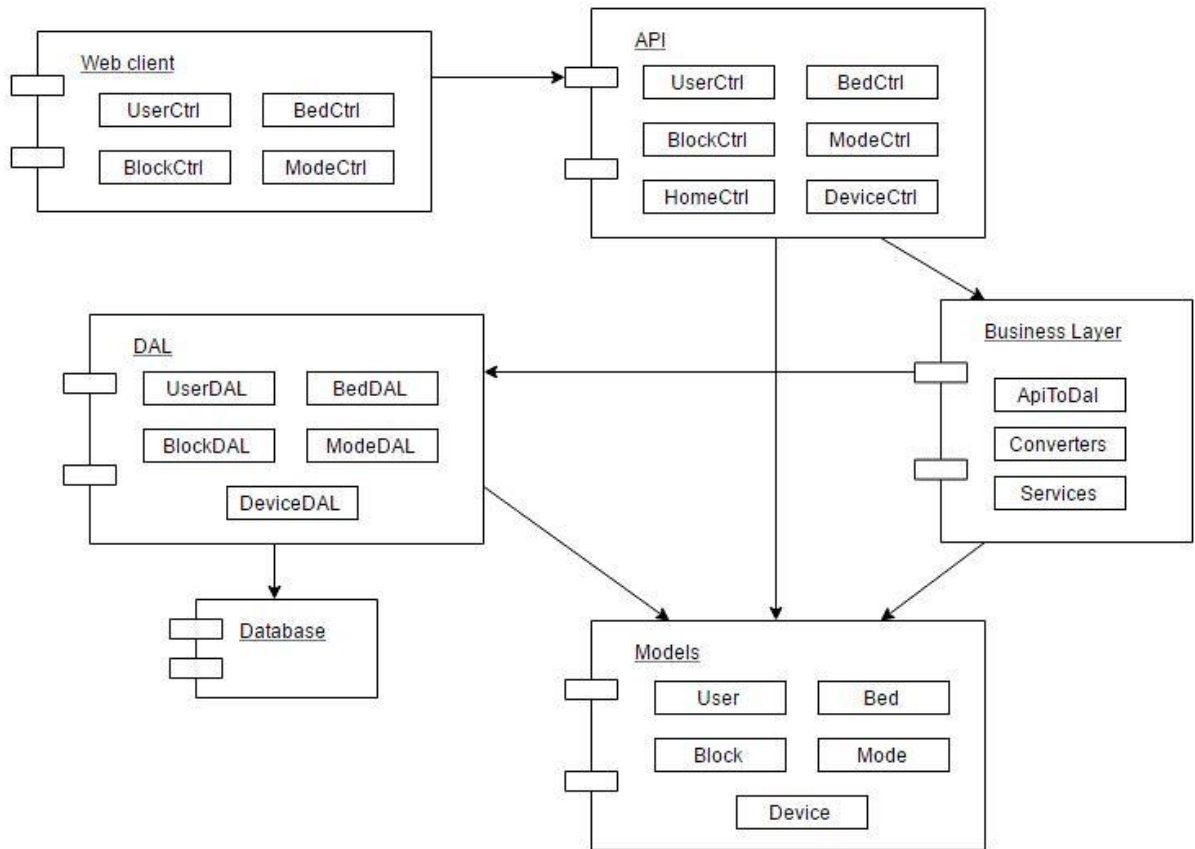 Web client
UserCtrl BedCtrl
BlockCtrl ModeCtrl
API
UserCtrl BedCtrl
BlockCtrl ModeCtrl
HomeCtrl DeviceCtrl
Business Layer
ApiToDal
Converters
Services
DAL
UserDAL BedDAL
BlockDAL ModeDAL
DeviceDAL
Database
Models
User Bed
Block Mode
Device